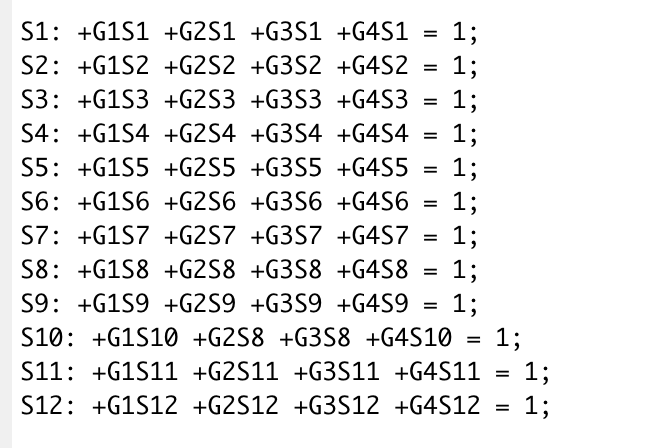 S1: +G1S1 +G2S1 +G3S1 +G4S1 = 1;
S2: +G1S2 +G2S2 +G3S2 +G4S2 = 1;
S3: +G1S3 +G2S3 +G3S3 +G4S3 = 1;
S4: +G1S4 +G2S4 +G3S4 +G4S4 = 1;
S5: +G1S5 +G2S5 +G3S5 +G4S5 = 1;
S6: +G1S6 +G2S6 +G3S6 +G4S6 = 1;
S7: +G1S7 +G2S7 +G3S7 +G4S7 = 1;
S8: +G1S8 +G2S8 +G3S8 +G4S8 = 1;
S9: +G1S9 +G2S9 +G3S9 +G4S9 = 1;
S10: +G1S10 +G2S8 +G3S8 +G4S10 = 1;
S11: +G1S11 +G2S11 +G3S11 +G4S11 = 1;
S12: +G1S12 +G2S12 +G3S12 +G4S12 = 1;